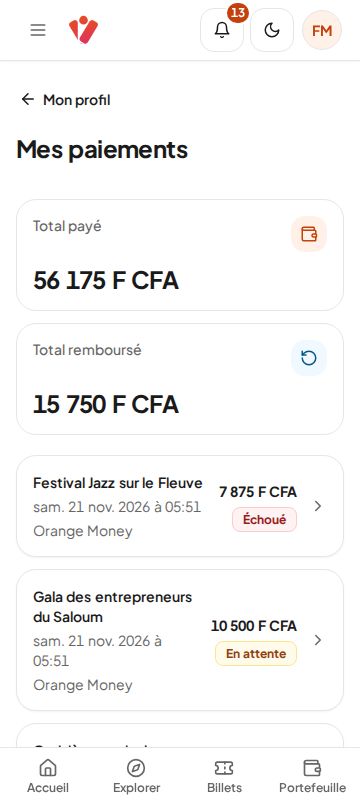 13
FM
Mon profil
Mes paiements
Total payé
56 175 F CFA
Total remboursé
15 750 F CFA
Festival Jazz sur le Fleuve
sam. 21 nov. 2026 à 05:51
Orange Money
7 875 F CFA
Échoué
Gala des entrepreneurs
du Saloum
sam. 21 nov. 2026 à
05:51
Orange Money
10 500 F CFA
En attente
Accueil
Explorer
Billets
Portefeuille